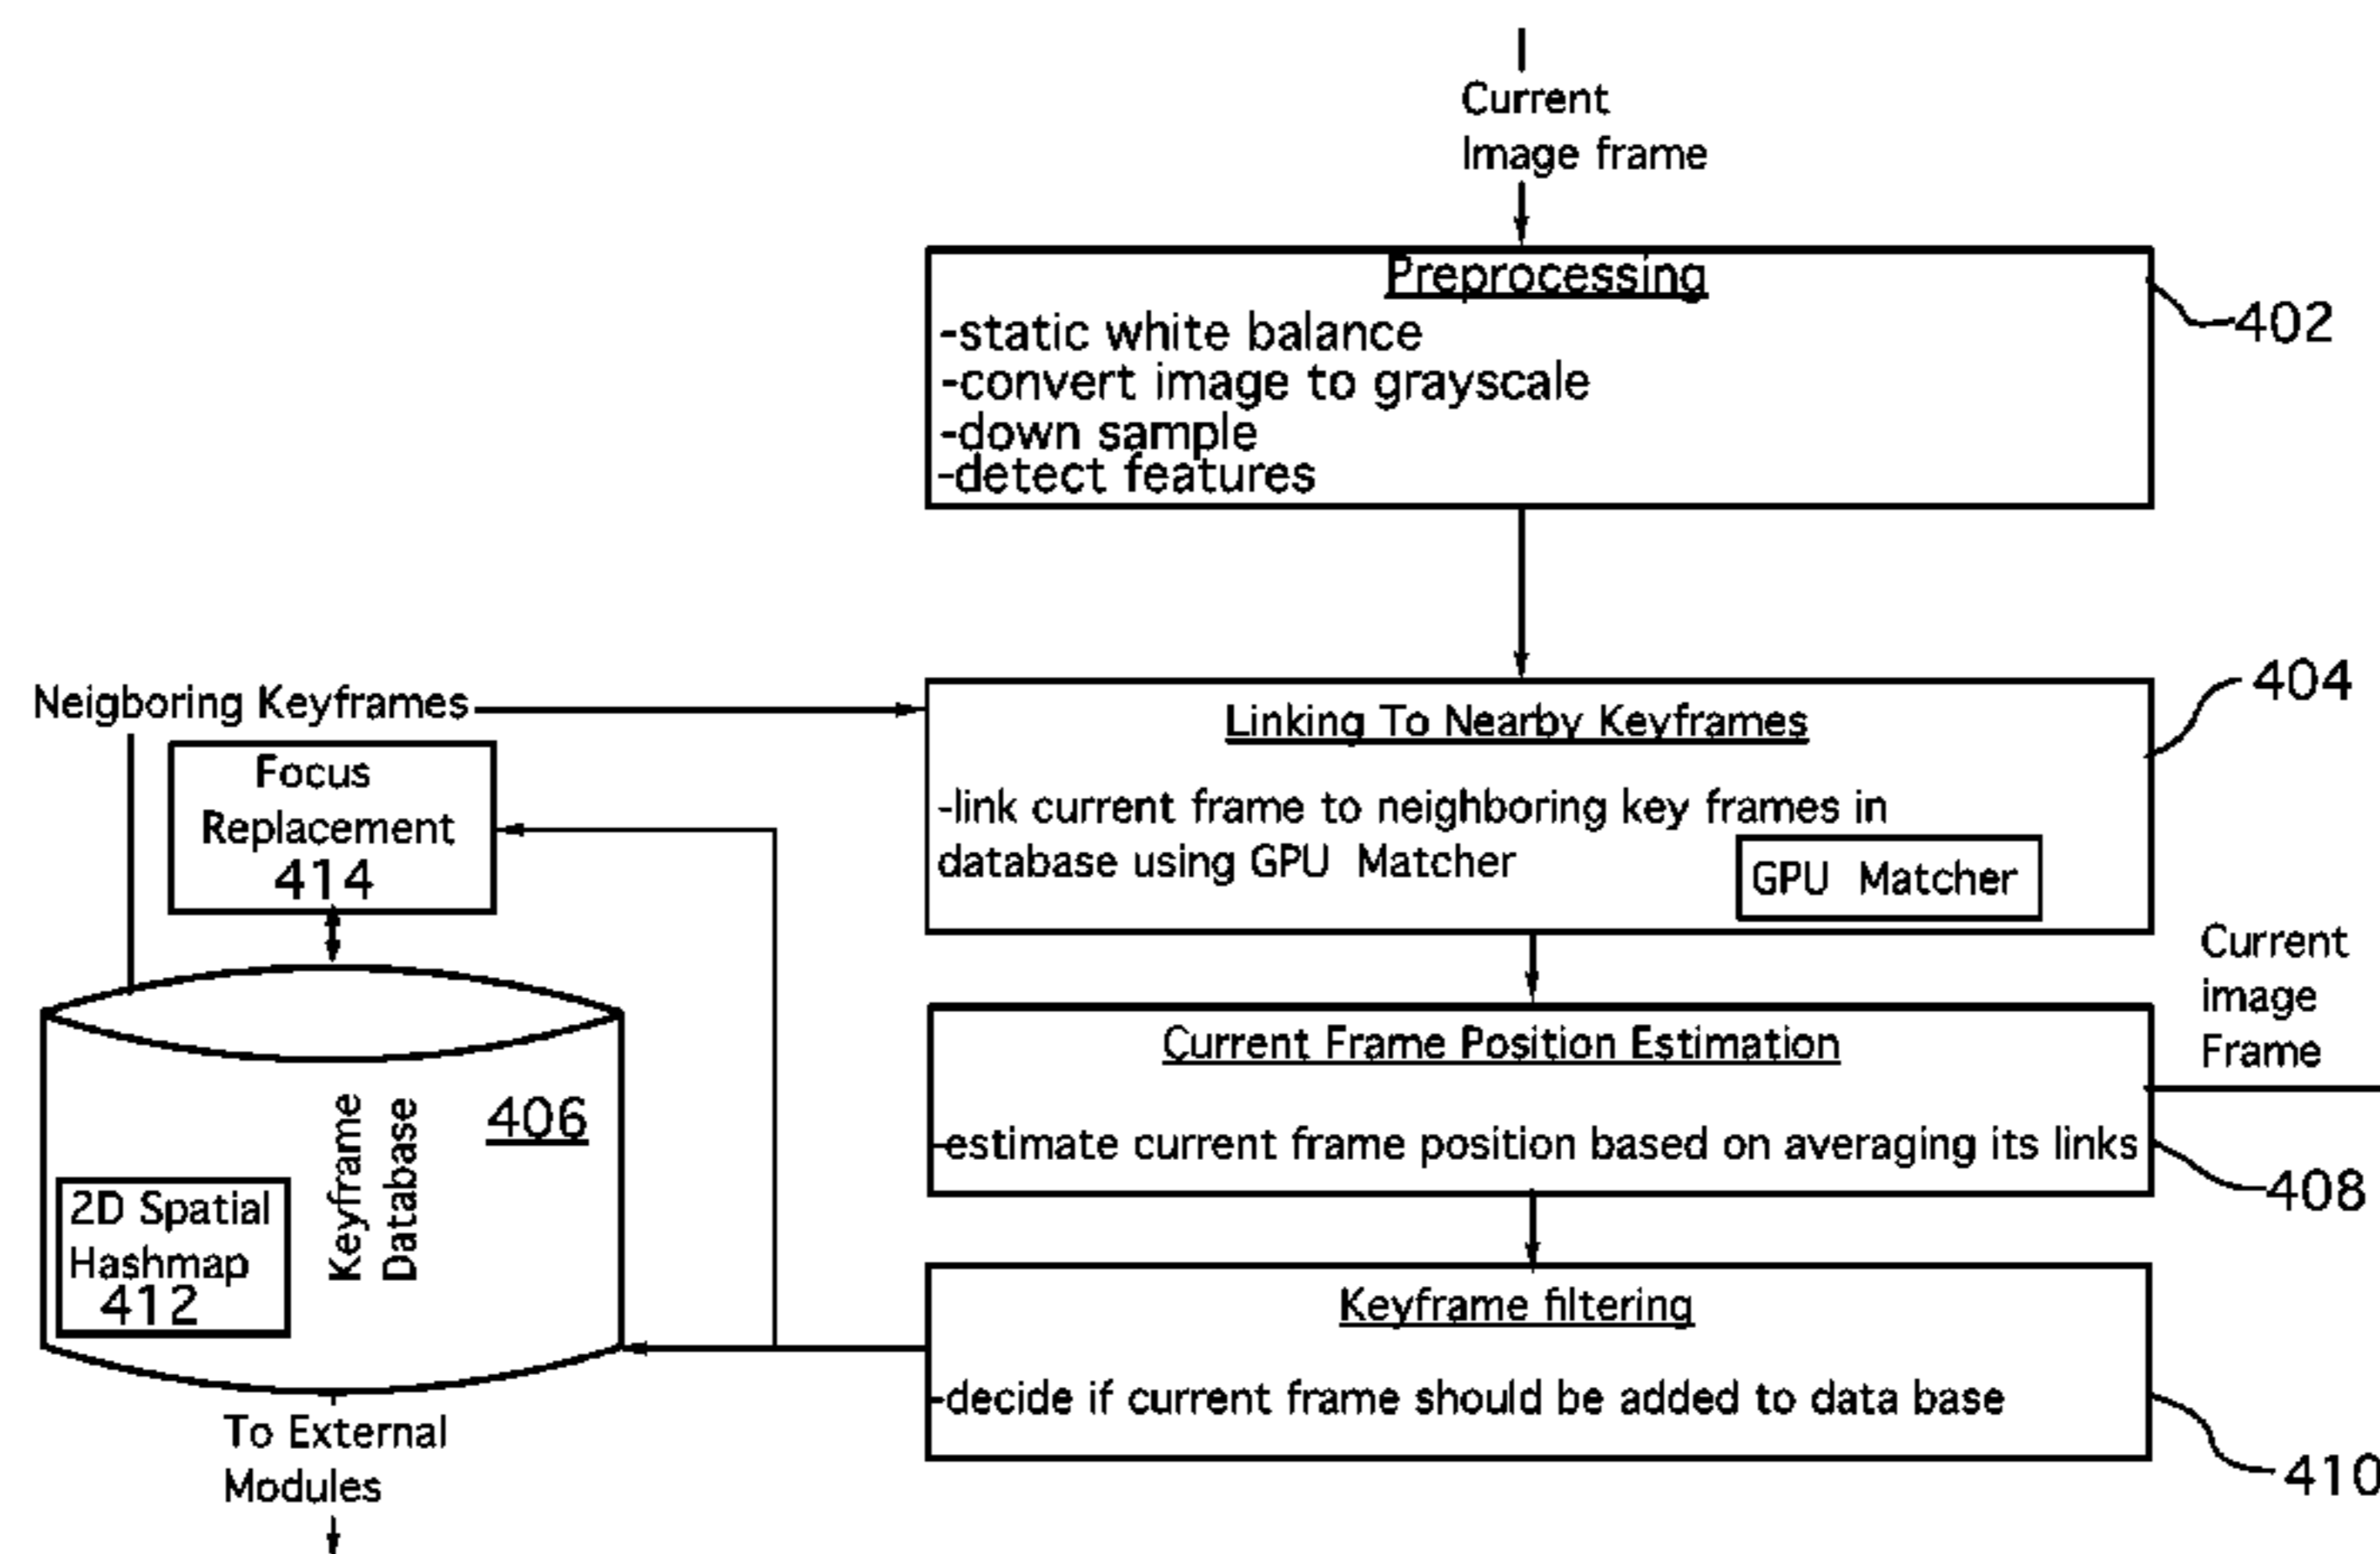 Current
Image frame
Preprocessing
-static white balance
-convert image to grayscale
-down sample
-detect features
402
Neigboring Keyframes
404
Linking To Nearby Keyframes
-link current frame to neighboring key frames in
database using GPU Matcher
GPU Matcher
Focus
Replacement
414
Current
image
Frame
Current Frame Position Estimation
-estimate current frame position based on averaging its links
408
406
Keyframe
Database
2D Spatial
Hashmap
412
Keyframe filtering
-decide if current frame should be added to data base
410
To External
Modules